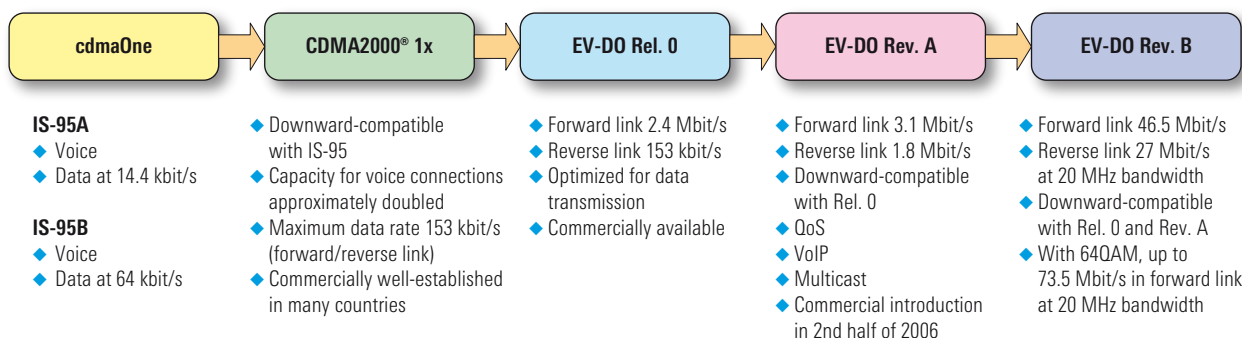 cdmaOne
CDMA2000® 1x
EV-DO Rel. 0
EV-DO Rev. A
EV-DO Rev. B
IS-95A
◆ Voice
◆ Data at 14.4 kbit/s
IS-95B
◆ Voice
◆ Data at 64 kbit/s
◆ Downward-compatible
with IS-95
◆ Capacity for voice connections
approximately doubled
◆ Maximum data rate 153 kbit/s
(forward/reverse link)
◆ Commercially well-established
in many countries
◆ Forward link 2.4 Mbit/s
◆ Reverse link 153 kbit/s
◆ Optimized for data
transmission
◆ Commercially available
◆ Forward link 3.1 Mbit/s
◆ Reverse link 1.8 Mbit/s
◆ Downward-compatible
with Rel. 0
◆ QoS
◆ VoIP
◆ Multicast
◆ Commercial introduction
in 2nd half of 2006
◆ Forward link 46.5 Mbit/s
◆ Reverse link 27 Mbit/s
at 20 MHz bandwidth
◆ Downward-compatible
with Rel. 0 and Rev. A
◆ With 64QAM, up to
73.5 Mbit/s in forward link
at 20 MHz bandwidth